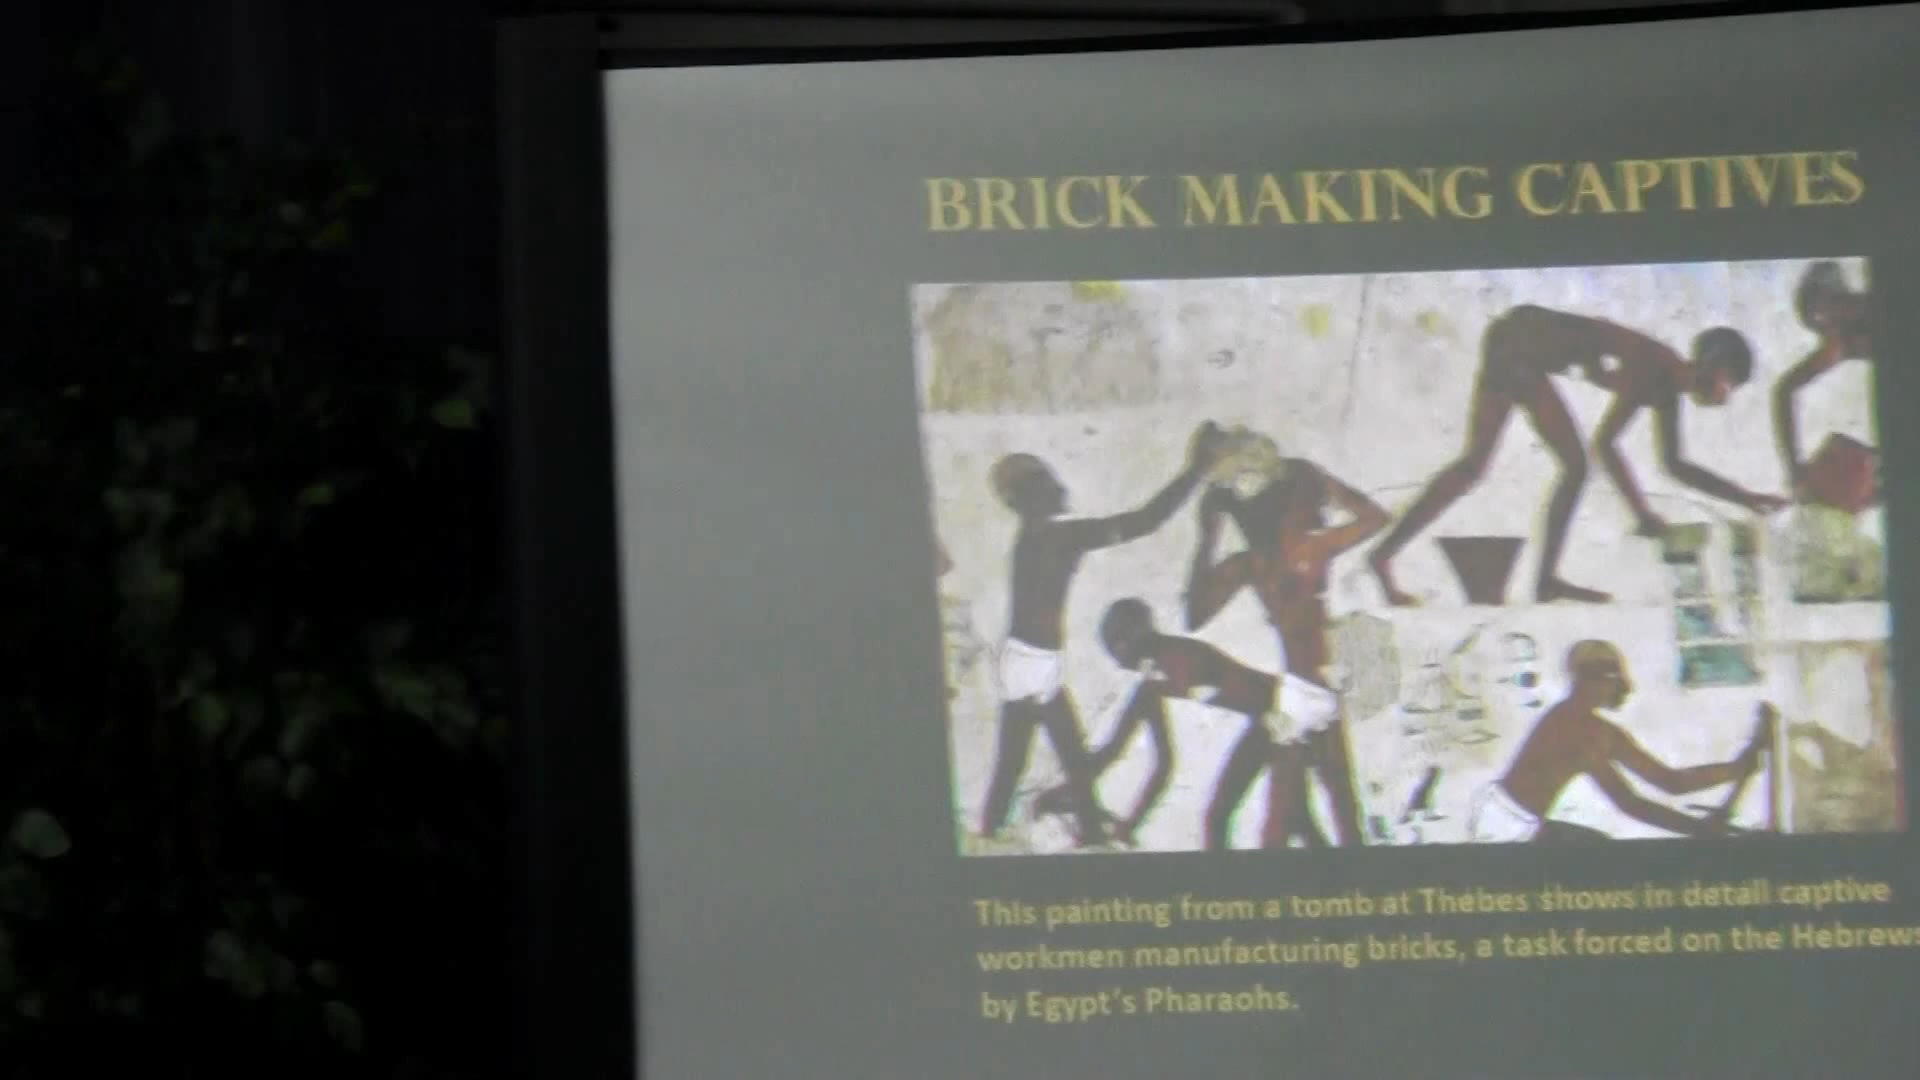 BRICK MAKING CAPTIVES
This painting from a tomb at Thebes shows in detail captive
workmen manufacturing bricks, a task forced on the Hebrews
by Egypt's Pharaohs.